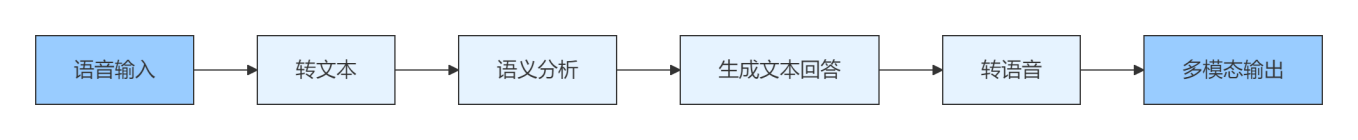 语音输入
转文本
语义分析
生成文本回答
转语音
多模态输出